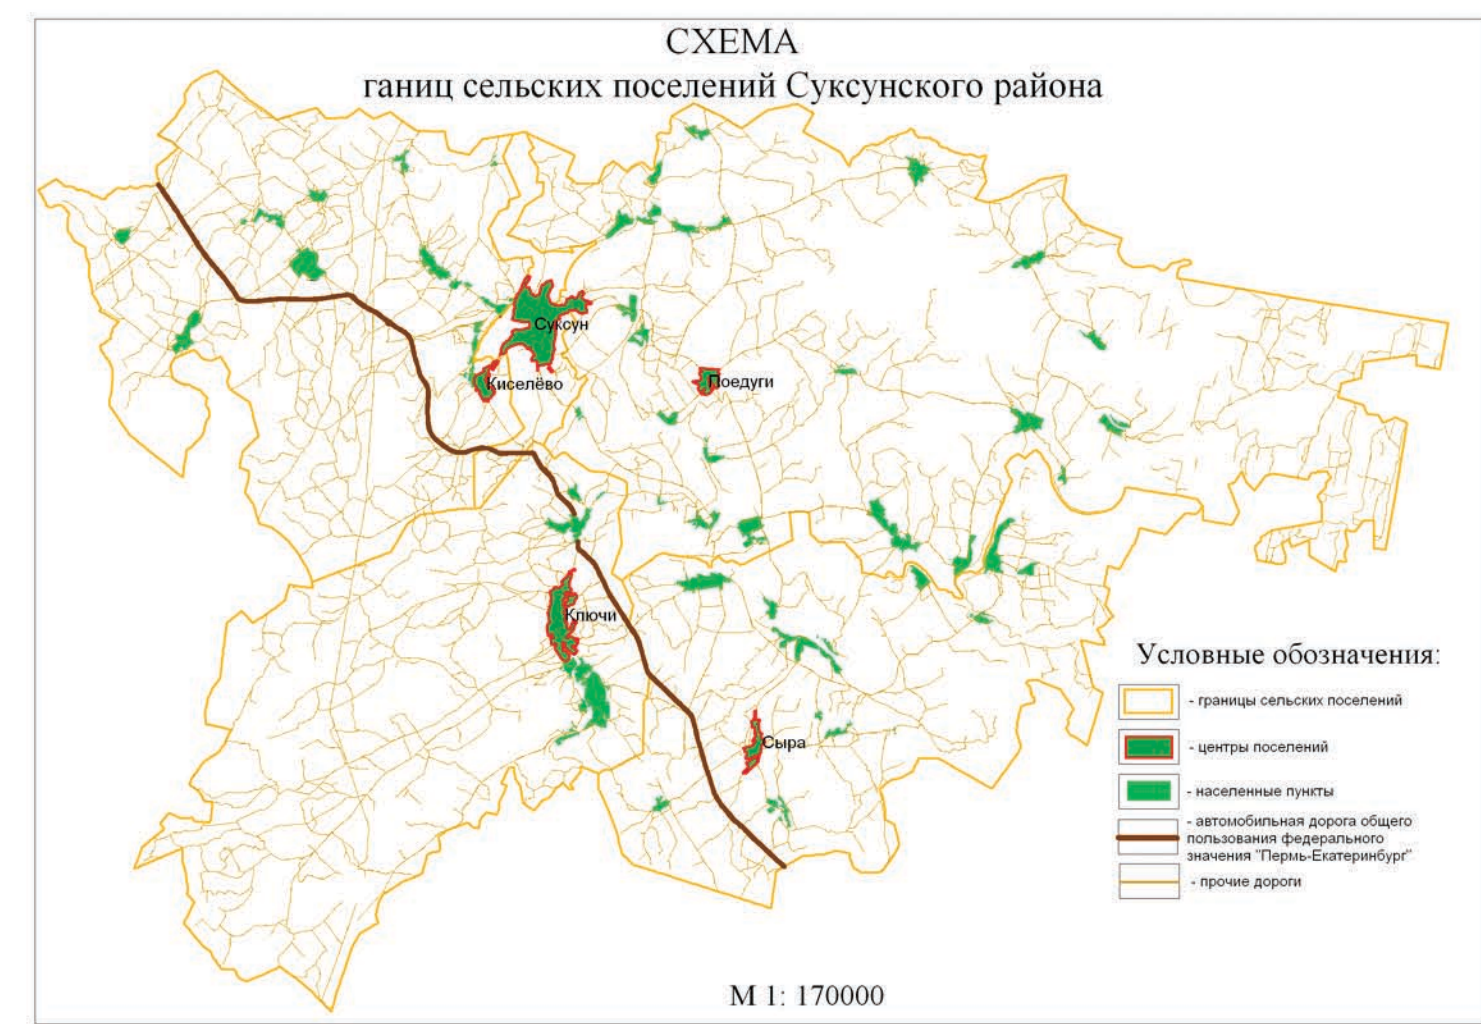 СХЕМА
ганиц сельских поселений Суксунского района
Суксун
Киселёво
Поедуги
Ключи
Сыра
Условные обозначения:
- границы сельских поселений
- центры поселений
- населенные пункты
- автомобильная дорога общего
пользования федерального
значения "Пермь-Екатеринбург"
- прочие дороги
М 1: 170000